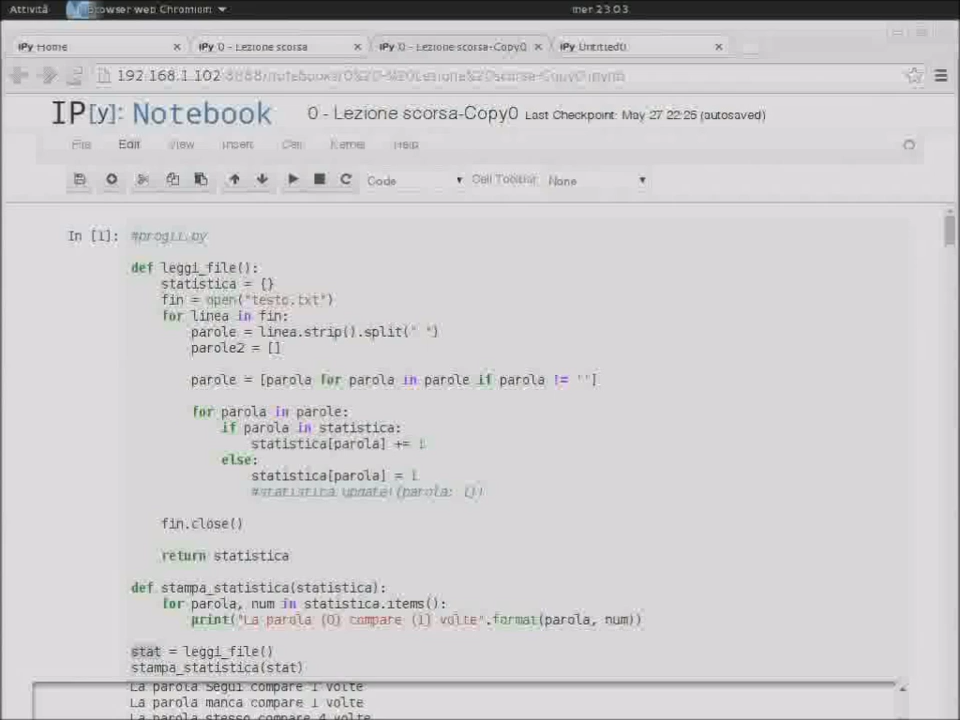 Attività Browser web Chromium mer 23.03
IPy Home × IPy 0 - Lezione scorsa × IPy 0 - Lezione scorsa-Copy0 × IPy Untitled0 ×
192.168.1.102:8888/notebooks/0%20-%20Lezione%20scorsa-Copy0.ipynb
IP[y]: Notebook 0 - Lezione scorsa-Copy0 Last Checkpoint: May 27 22:25 (autosaved)
File Edit View Insert Cell Kernel Help
Code Cell Toolbar None
In [1]: #prog11.py
def leggi_file():
statistica = {}
fin = open("testo.txt")
for linea in fin:
parole = linea.strip().split(" ")
parole2 = []
parole = [parola for parola in parole if parola != '']
for parola in parole:
if parola in statistica:
statistica[parola] += 1
else:
statistica[parola] = 1
#statistica.update({parola: 1})
fin.close()
return statistica
def stampa_statistica(statistica):
for parola, num in statistica.items():
print("La parola {0} compare {1} volte".format(parola, num))
stat = leggi_file()
stampa_statistica(stat)
La parola Segui compare 1 volte
La parola manca compare 1 volte
La parola stesso compare 4 volte